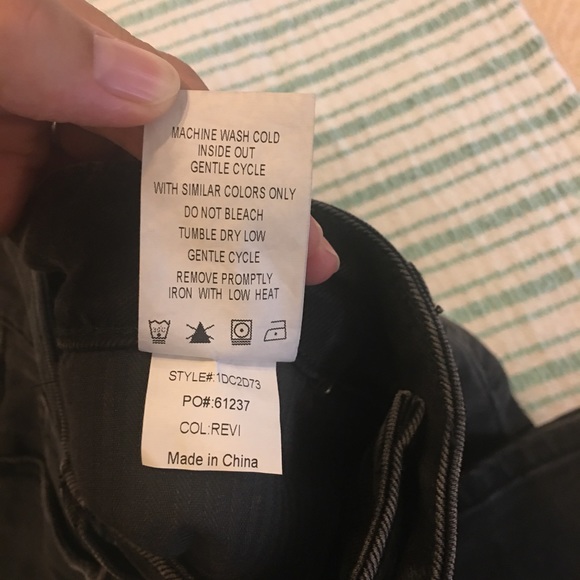 MACHINE WASH COLD
INSIDE OUT
GENTLE CYCLE
WITH SIMILAR COLORS ONLY
DO NOT BLEACH
TUMBLE DRY LOW
GENTLE CYCLE
REMOVE PROMPTLY
IRON WITH LOW HEAT
30C
STYLE#:1DC2D73
PO#:61237
COL:REVI
Made in China